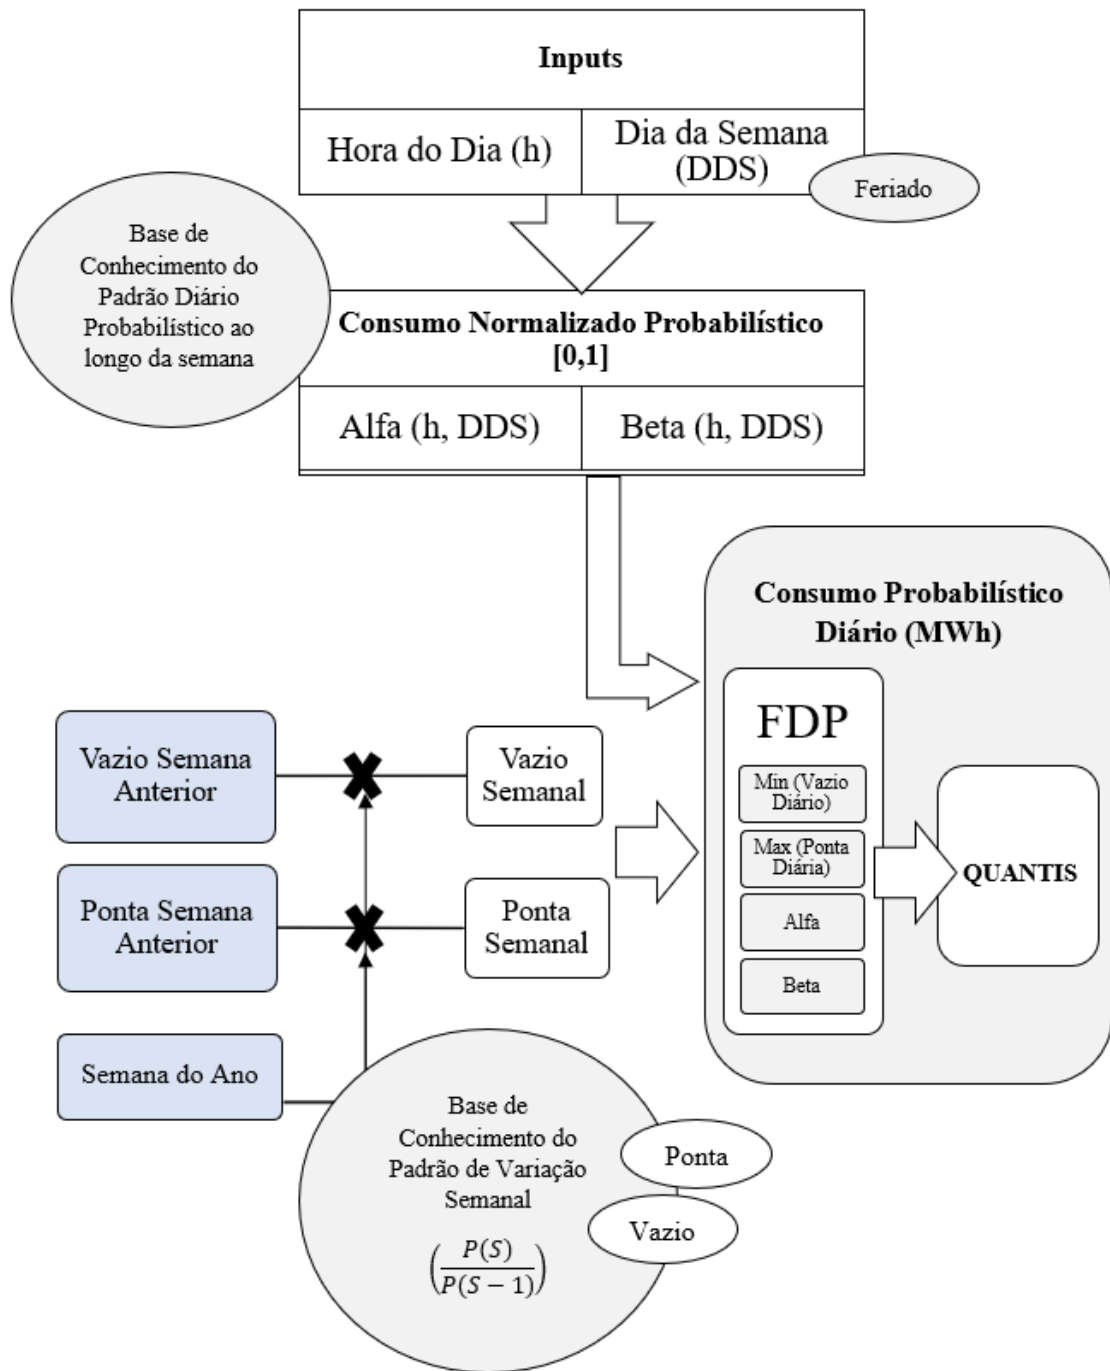 Inputs
Hora do Dia (h)
Dia da Semana
(DDS)
Feriado
Base de
Conhecimento do
Padrão Diário
Probabilístico ao
longo da semana
Consumo Normalizado Probabilístico
[0,1]
Alfa (h, DDS)
Beta (h, DDS)
Consumo Probabilístico
Diário (MWh)
FDP
Min (Vazio
Diário)
Max (Ponta
Diária)
Alfa
Beta
QUANTIS
Vazio Semana
Anterior
Vazio
Semanal
Ponta Semana
Anterior
Ponta
Semanal
Semana do Ano
Base de
Conhecimento do
Padrão de Variação
Semanal
(P(S)/P(S − 1))
Ponta
Vazio